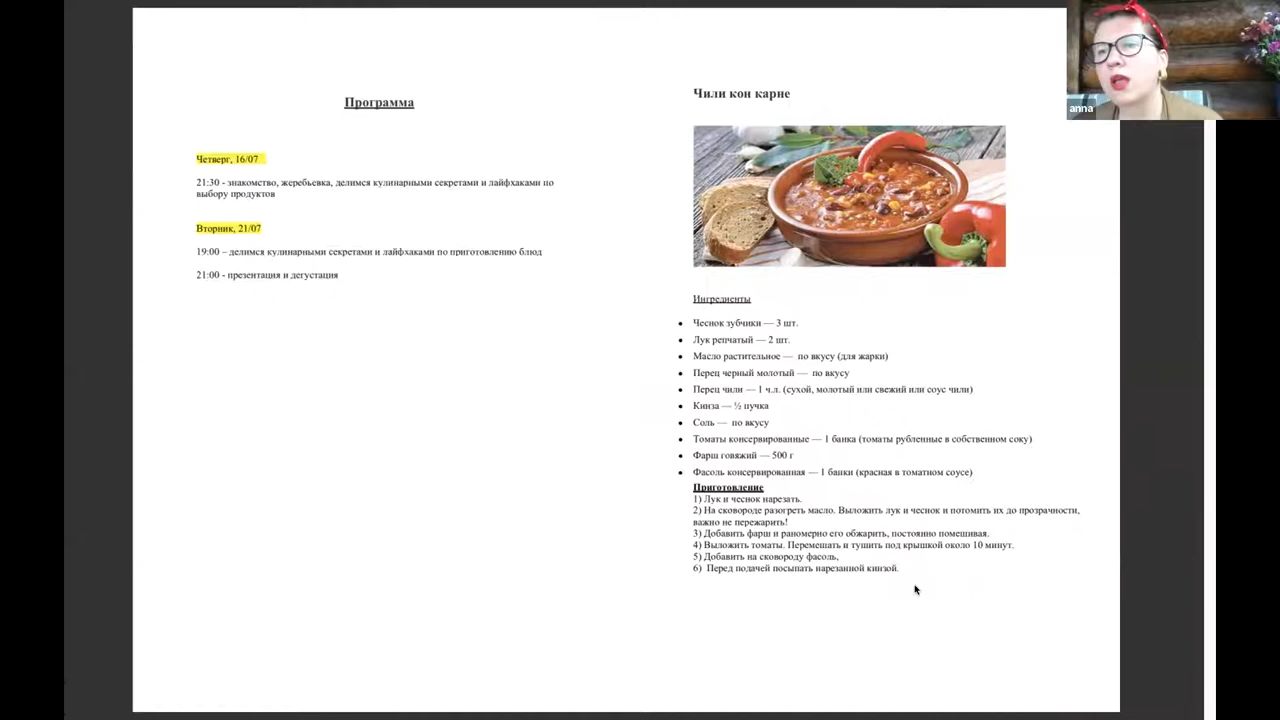 Программа
Четверг, 16/07
21:30 - знакомство, жеребьевка, делимся кулинарными секретами и лайфхаками по
выбору продуктов
Вторник, 21/07
19:00 – делимся кулинарными секретами и лайфхаками по приготовлению блюд
21:00 - презентация и дегустация
Чили кон карне
Ингредиенты
Чеснок зубчики — 3 шт.
Лук репчатый — 2 шт.
Масло растительное — по вкусу (для жарки)
Перец черный молотый — по вкусу
Перец чили — 1 ч.л. (сухой, молотый или свежий или соус чили)
Кинза — ½ пучка
Соль — по вкусу
Томаты консервированные — 1 банка (томаты рубленные в собственном соку)
Фарш говяжий — 500 г
Фасоль консервированная — 1 банки (красная в томатном соусе)
Приготовление
1) Лук и чеснок нарезать.
2) На сковороде разогреть масло. Выложить лук и чеснок и потомить их до прозрачности,
важно не пережарить!
3) Добавить фарш и раномерно его обжарить, постоянно помешивая.
4) Выложить томаты. Перемешать и тушить под крышкой около 10 минут.
5) Добавить на сковороду фасоль,
6) Перед подачей посыпать нарезанной кинзой.
anna